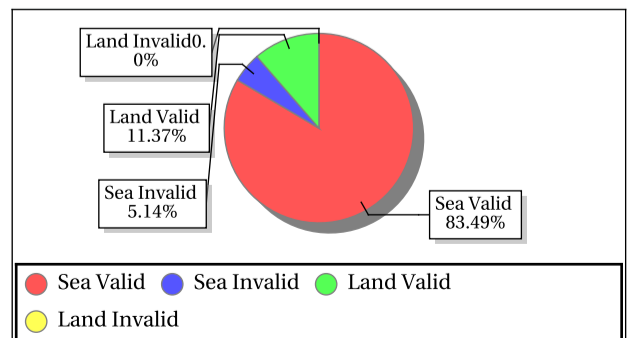 Land Invalid0.
0%
Land Valid
11.37%
Sea Invalid
5.14%
Sea Valid
83.49%
Sea Valid Sea Invalid Land Valid
Land Invalid